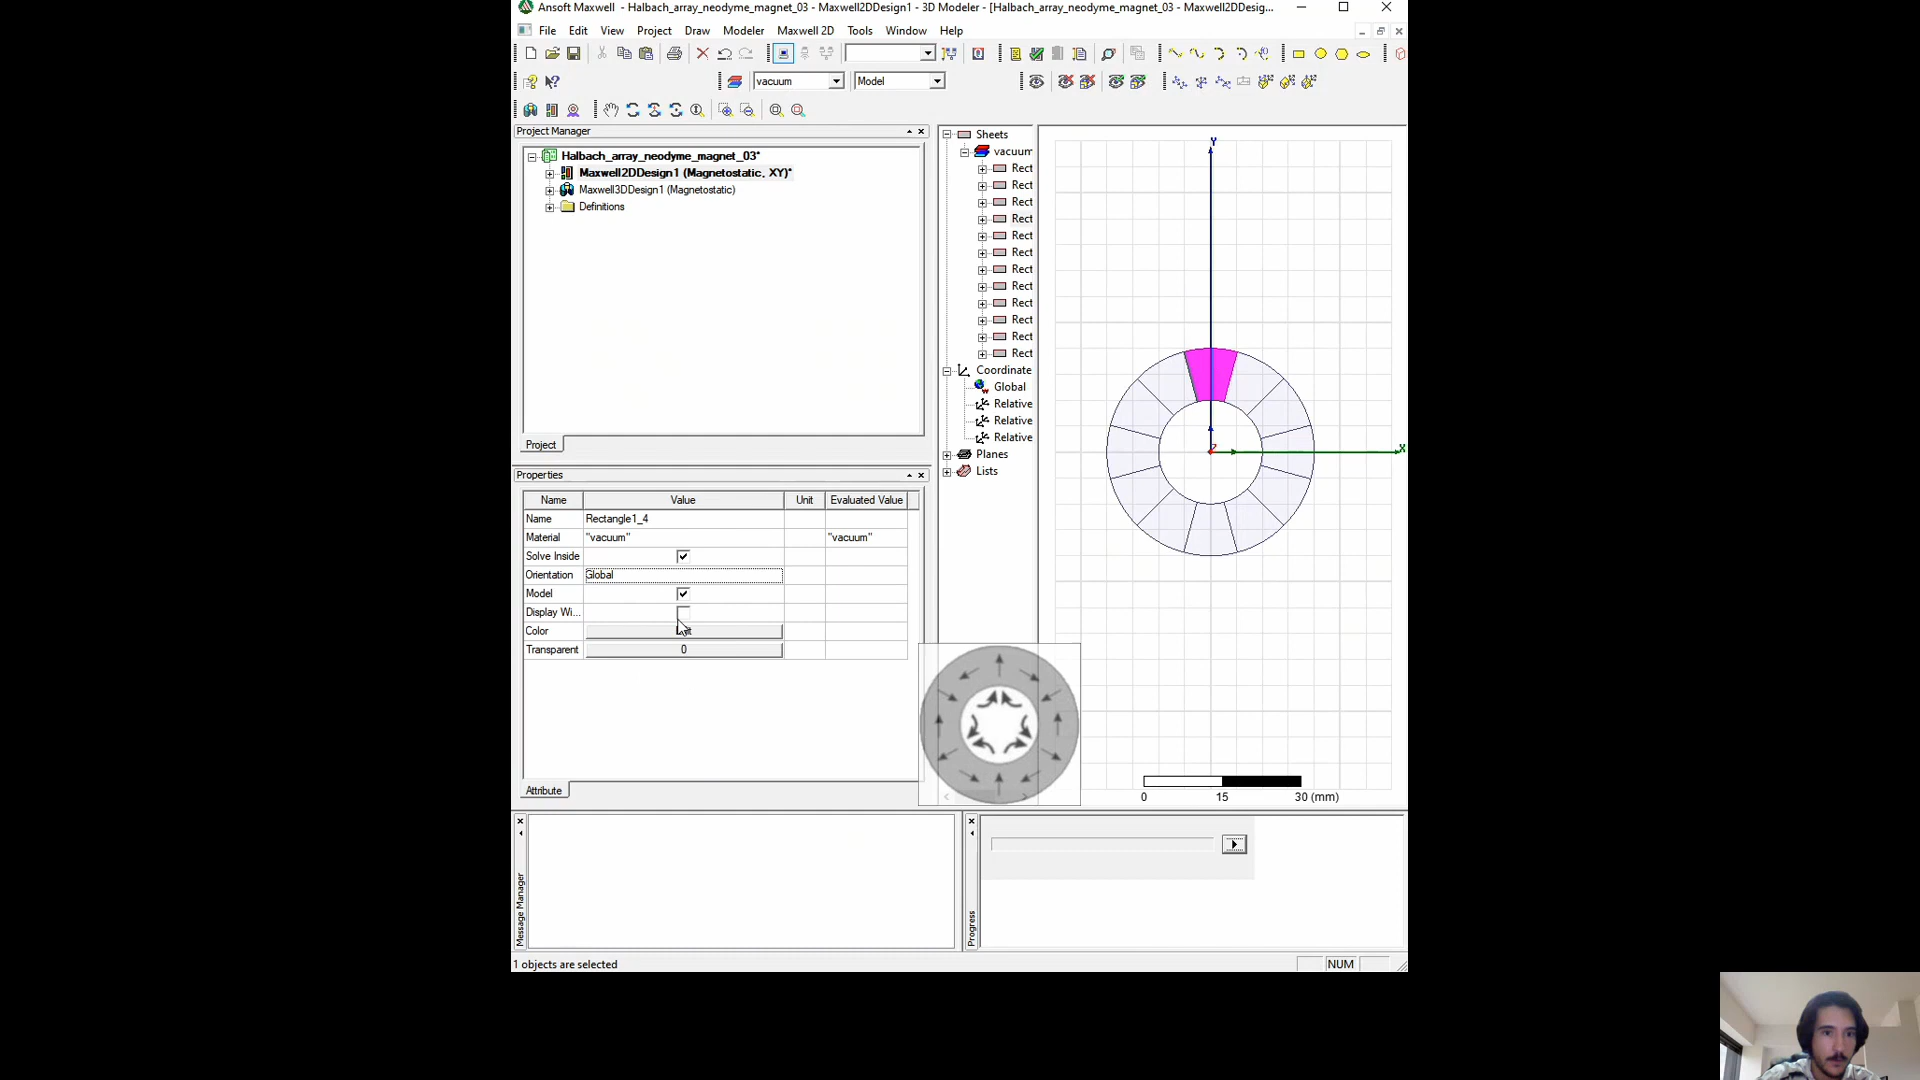 Ansoft Maxwell - Halbach_array_neodyme_magnet_03 - Maxwell2DDesign1 - 3D Modeler - [Halbach_array_neodyme_magnet_03 - Maxwell2DDesig...
File Edit View Project Draw Modeler Maxwell 2D Tools Window Help
vacuum Model
Project Manager
Halbach_array_neodyme_magnet_03*
Maxwell2DDesign1 (Magnetostatic, XY)*
Maxwell3DDesign1 (Magnetostatic)
Definitions
Project
Properties
Name Value Unit Evaluated Value
Name Rectangle1_4
Material "vacuum" "vacuum"
Solve Inside
Orientation Global
Model
Display Wi...
Color
Transparent 0
Attribute
Sheets
vacuum
Rect
Rect
Rect
Rect
Rect
Rect
Rect
Rect
Rect
Rect
Rect
Rect
Coordinate
Global
Relative
Relative
Relative
Planes
Lists
Y
X
Z
0 15 30 (mm)
Message Manager
Progress
1 objects are selected
NUM